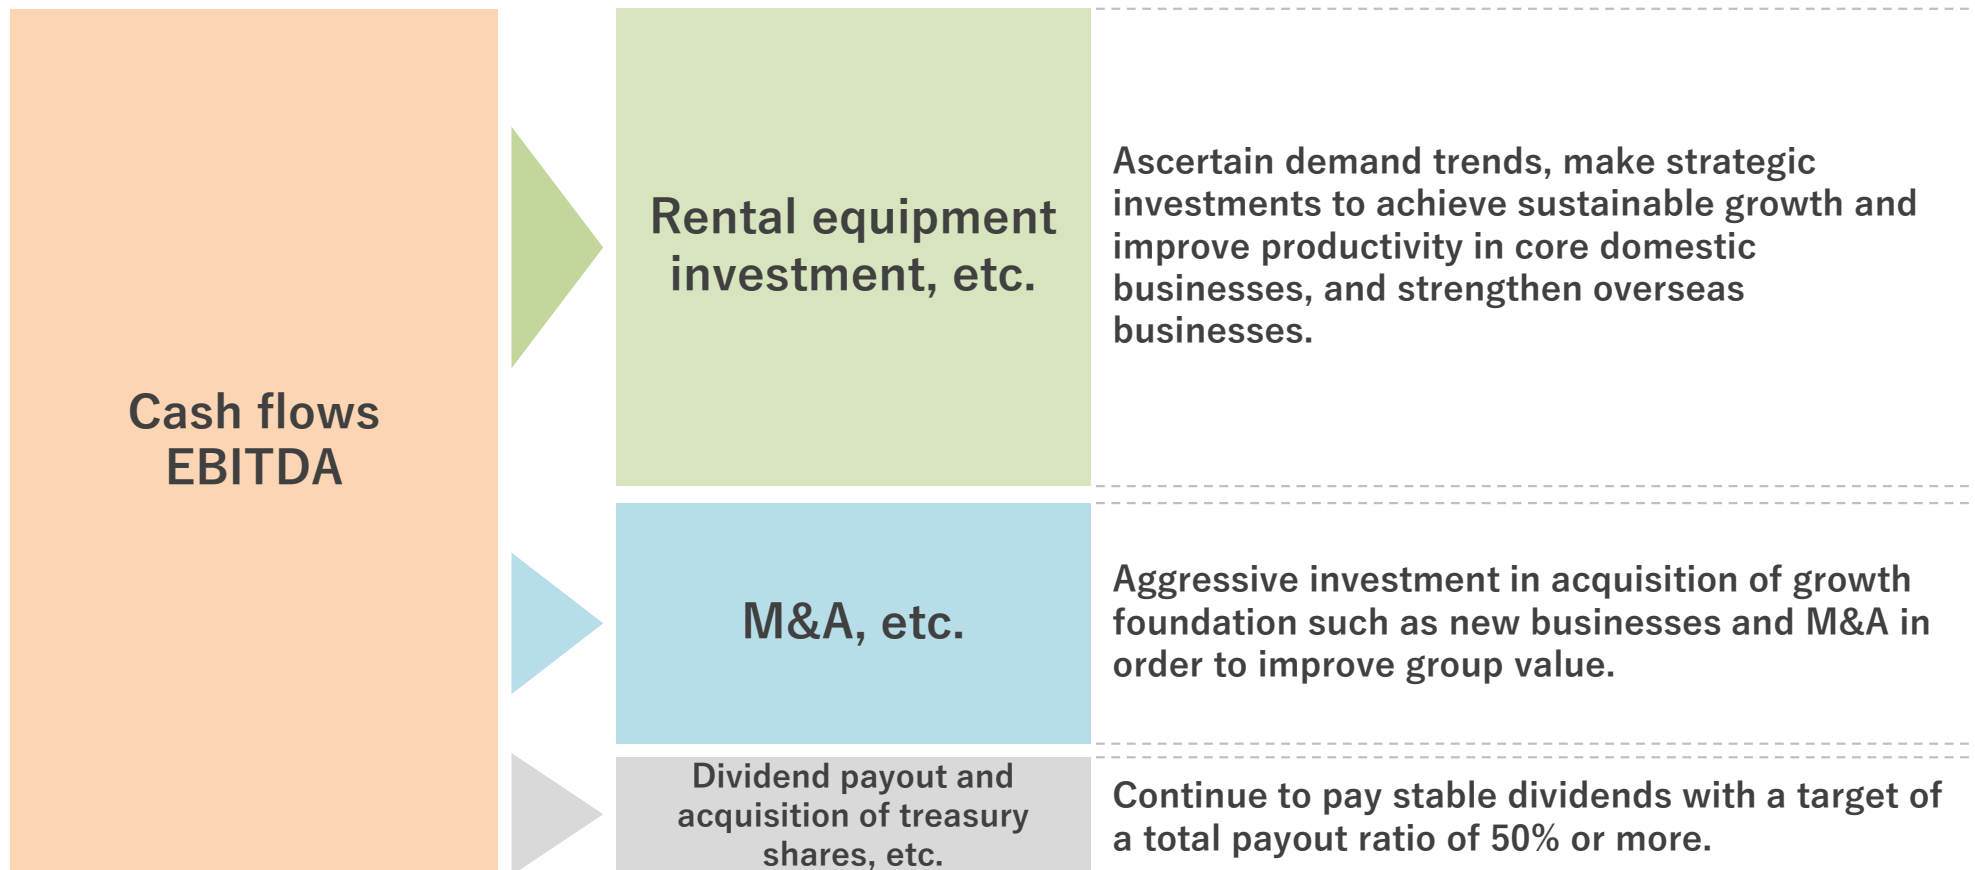 Cash flows
EBITDA
Rental equipment
investment, etc.
Ascertain demand trends, make strategic
investments to achieve sustainable growth and
improve productivity in core domestic
businesses, and strengthen overseas
businesses.
M&A, etc.
Aggressive investment in acquisition of growth
foundation such as new businesses and M&A in
order to improve group value.
Dividend payout and
acquisition of treasury
shares, etc.
Continue to pay stable dividends with a target of
a total payout ratio of 50% or more.